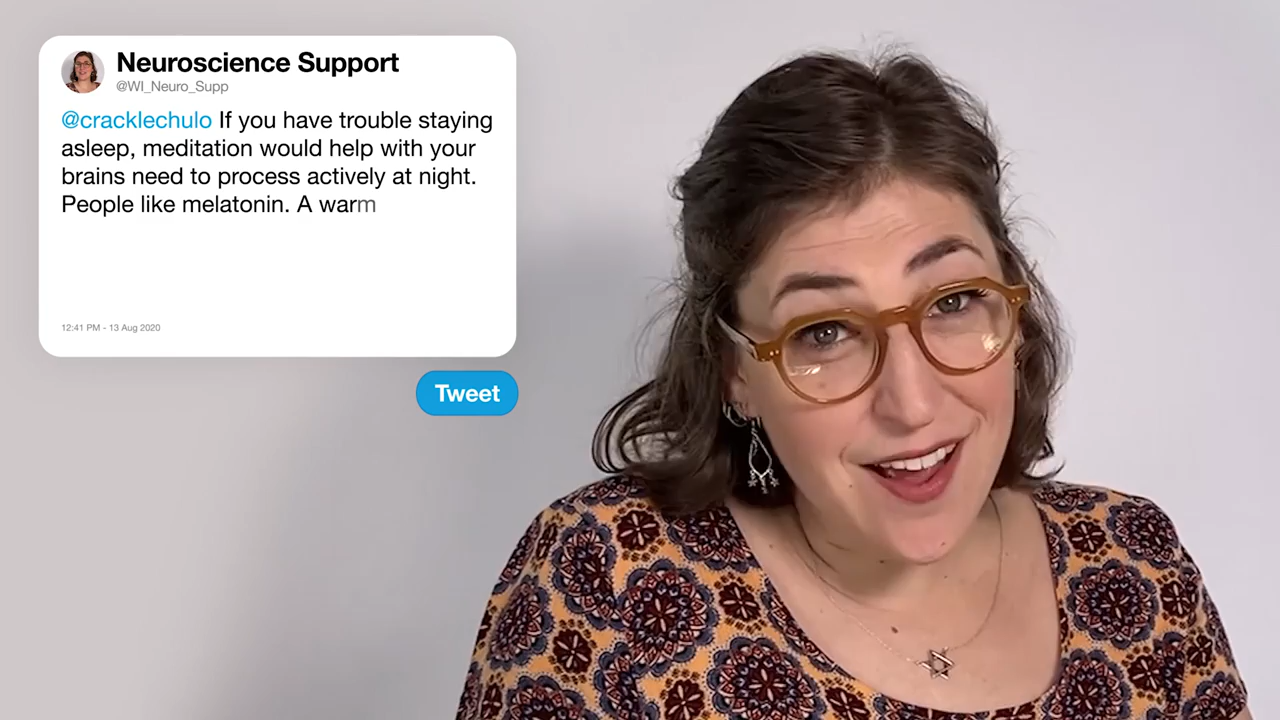 Neuroscience Support
@WI_Neuro_Supp
@cracklechulo If you have trouble staying
asleep, meditation would help with your
brains need to process actively at night.
People like melatonin. A warm
12:41 PM - 13 Aug 2020
Tweet